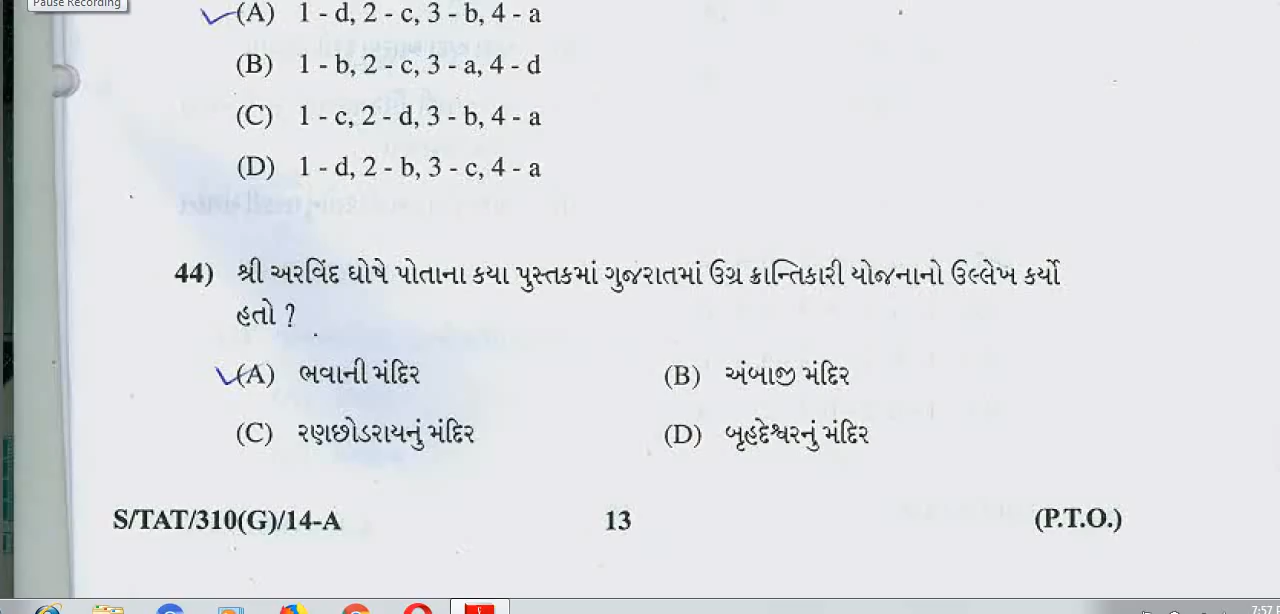 Pause Recording
(A) 1 - d, 2 - c, 3 - b, 4 - a
(B) 1 - b, 2 - c, 3 - a, 4 - d
(C) 1 - c, 2 - d, 3 - b, 4 - a
(D) 1 - d, 2 - b, 3 - c, 4 - a
44) શ્રી અરવિંદ ઘોષે પોતાના કયા પુસ્તકમાં ગુજરાતમાં ઉગ્ર ક્રાન્તિકારી યોજનાનો ઉલ્લેખ કર્યો
હતો ?
(A) ભવાની મંદિર (B) અંબાજી મંદિર
(C) રણછોડરાયનું મંદિર (D) બૃહદેશ્વરનું મંદિર
S/TAT/310(G)/14-A 13 (P.T.O.)
7:57